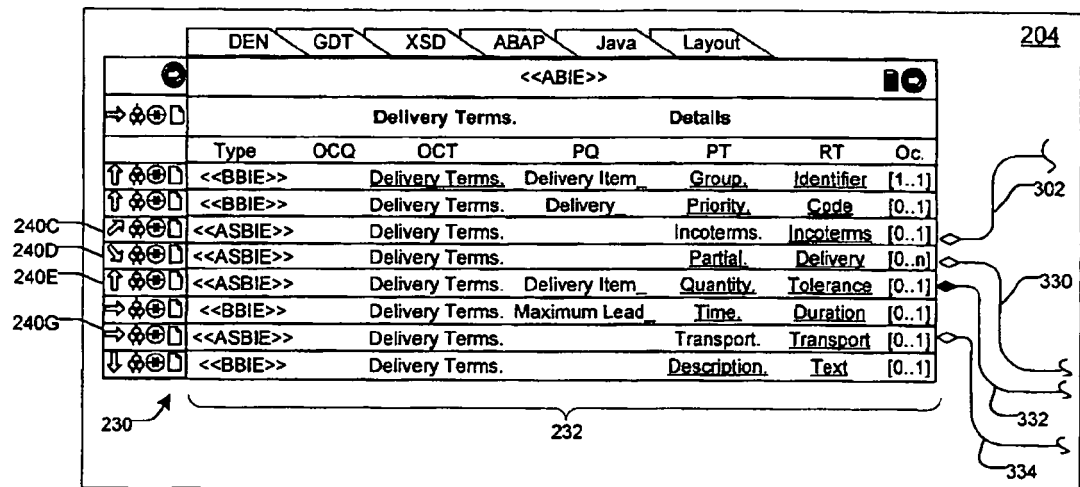 204
DEN GDT XSD ABAP Java Layout
<<ABIE>>
Delivery Terms. Details
Type OCQ OCT PQ PT RT Oc.
<<BBIE>> Delivery Terms. Delivery Item_ Group. Identifier [1..1]
302
<<BBIE>> Delivery Terms. Delivery_ Priority. Code [0..1]
240C <<ASBIE>> Delivery Terms. Incoterms. Incoterms [0..1]
240D <<ASBIE>> Delivery Terms. Partial. Delivery [0..n]
330
240E <<ASBIE>> Delivery Terms. Delivery Item_ Quantity. Tolerance [0..1]
<<BBIE>> Delivery Terms. Maximum Lead_ Time. Duration [0..1]
240G <<ASBIE>> Delivery Terms. Transport. Transport [0..1]
<<BBIE>> Delivery Terms. Description. Text [0..1]
230
232
332
334